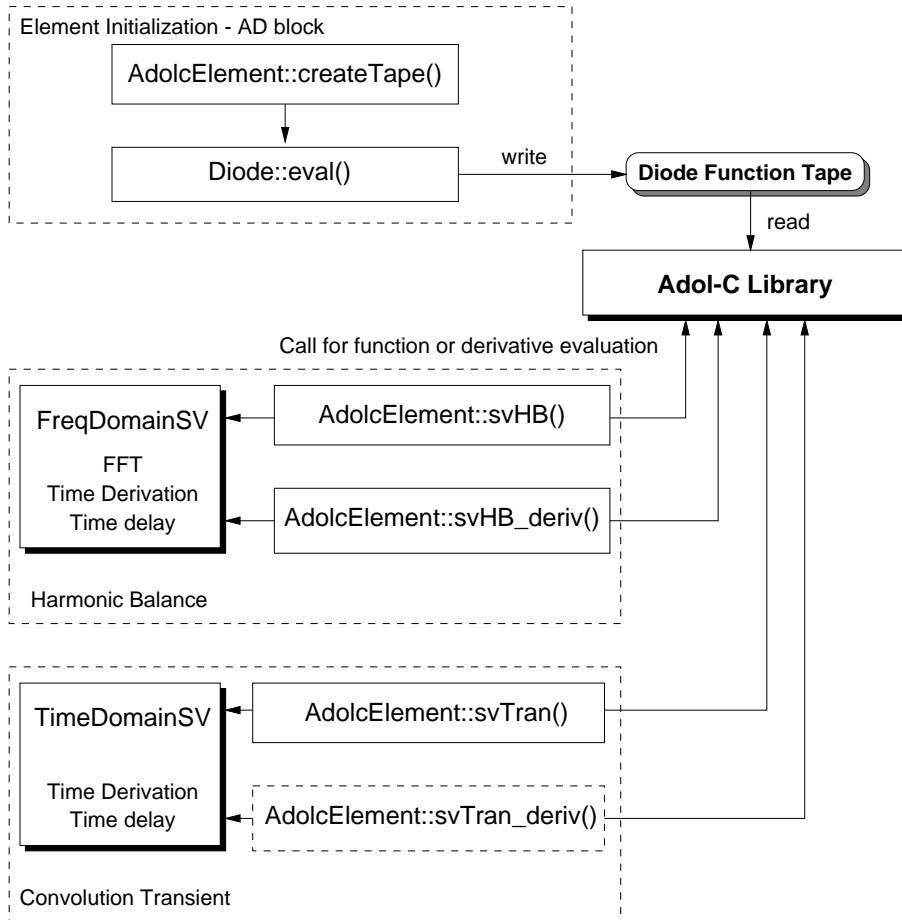 Element Initialization - AD block
AdolcElement::createTape()
Diode::eval()
write
Diode Function Tape
read
Adol-C Library
Call for function or derivative evaluation
FreqDomainSV
FFT
Time Derivation
Time delay
AdolcElement::svHB()
AdolcElement::svHB_deriv()
Harmonic Balance
TimeDomainSV
Time Derivation
Time delay
AdolcElement::svTran()
AdolcElement::svTran_deriv()
Convolution Transient